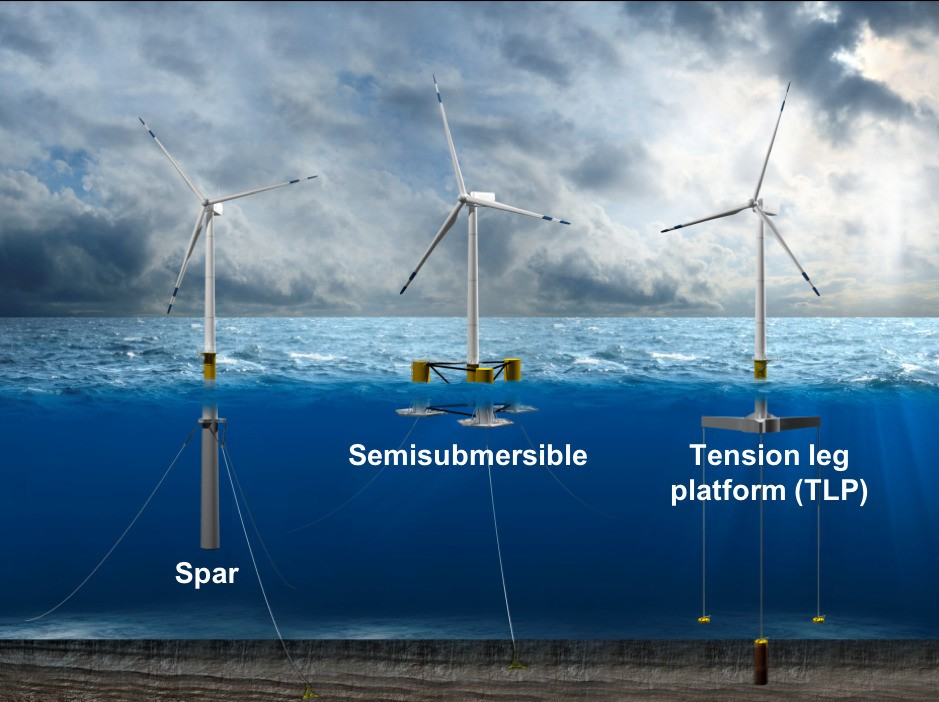 Semisubmersible
Tension leg
platform (TLP)
Spar